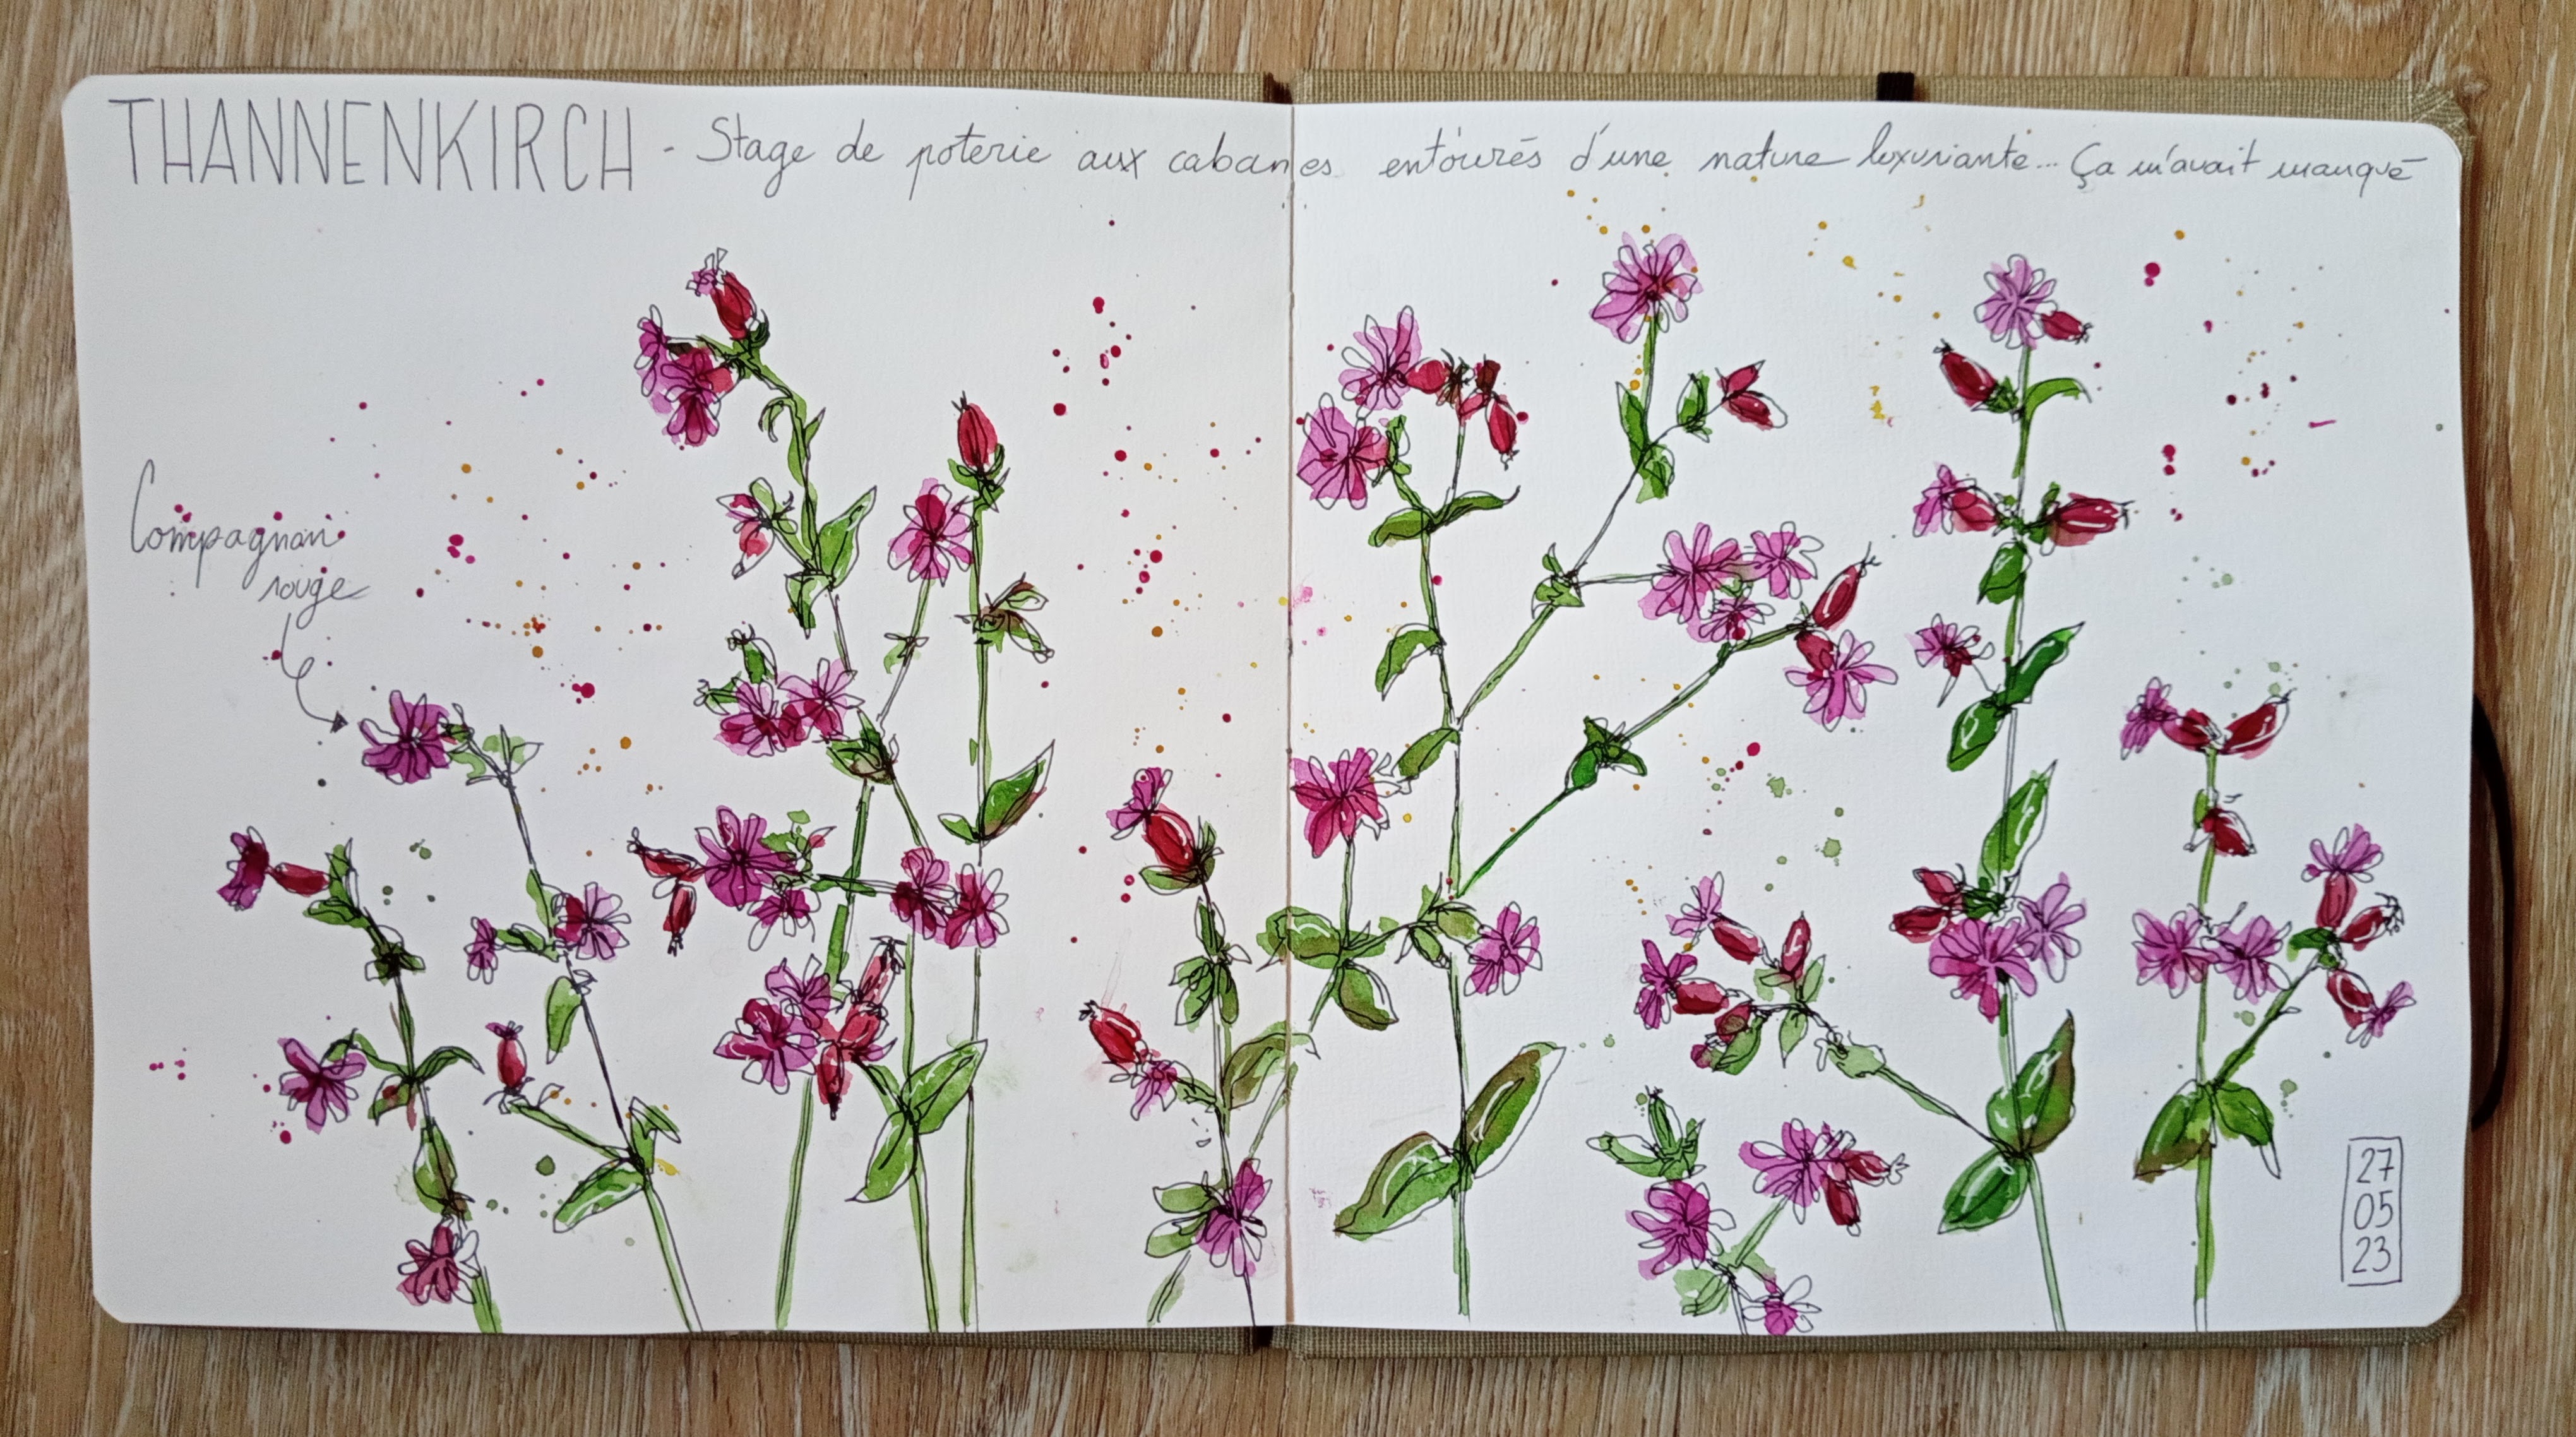 THANNENKIRCH - Stage de poterie aux cabanes entourés d'une nature luxuriante... Ça m'avait manqué
Compagnon
rouge
27
05
23